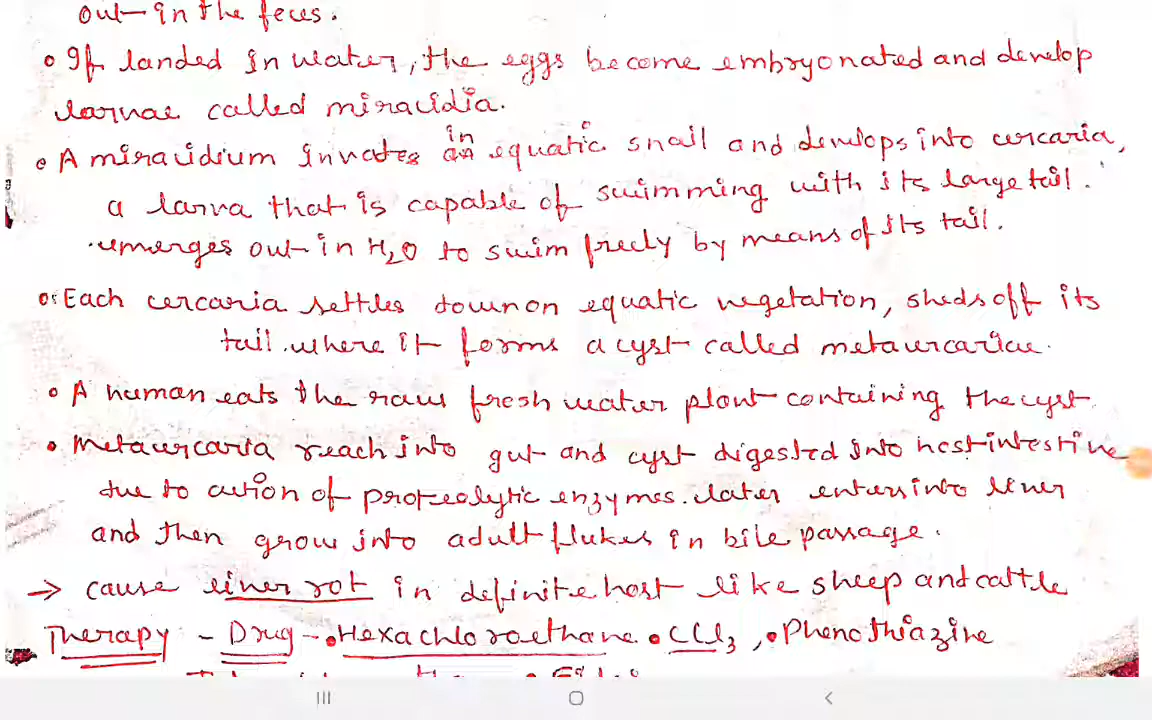 out in the feces.
• If landed in water, the eggs become embryonated and develop
larvae called miracidia.
• A miracidium invates in an equatic snail and develops into cercaria,
a larva that is capable of swimming with its large tail.
emerges out in H2O to swim freely by means of its tail.
• Each cercaria settles down on equatic vegetation, sheds off its
tail. where it forms a cyst called metacercariae.
• A human eats the raw fresh water plant containing the cyst.
• Metacercaria reach into gut and cyst digested into host intestine
due to action of proteolytic enzymes. later enters into liver
and then grow into adult flukes in bile passage.
→ cause liver rot in definite host like sheep and cattle
Therapy - Drug - • Hexachloroethane • CCl3, • Phenothiazine